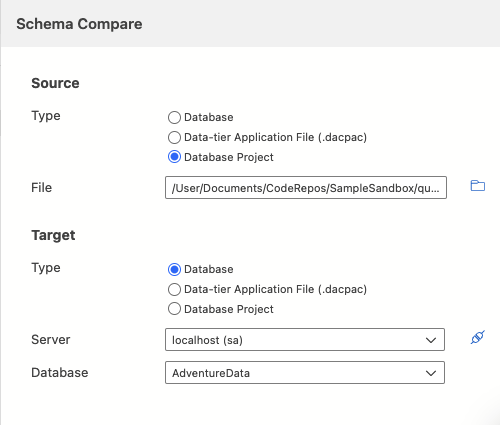 Schema Compare
Source
Type
Database
Data-tier Application File (.dacpac)
Database Project
File
/User/Documents/CodeRepos/SampleSandbox/qu...
Target
Type
Database
Data-tier Application File (.dacpac)
Database Project
Server
localhost (sa)
Database
AdventureData